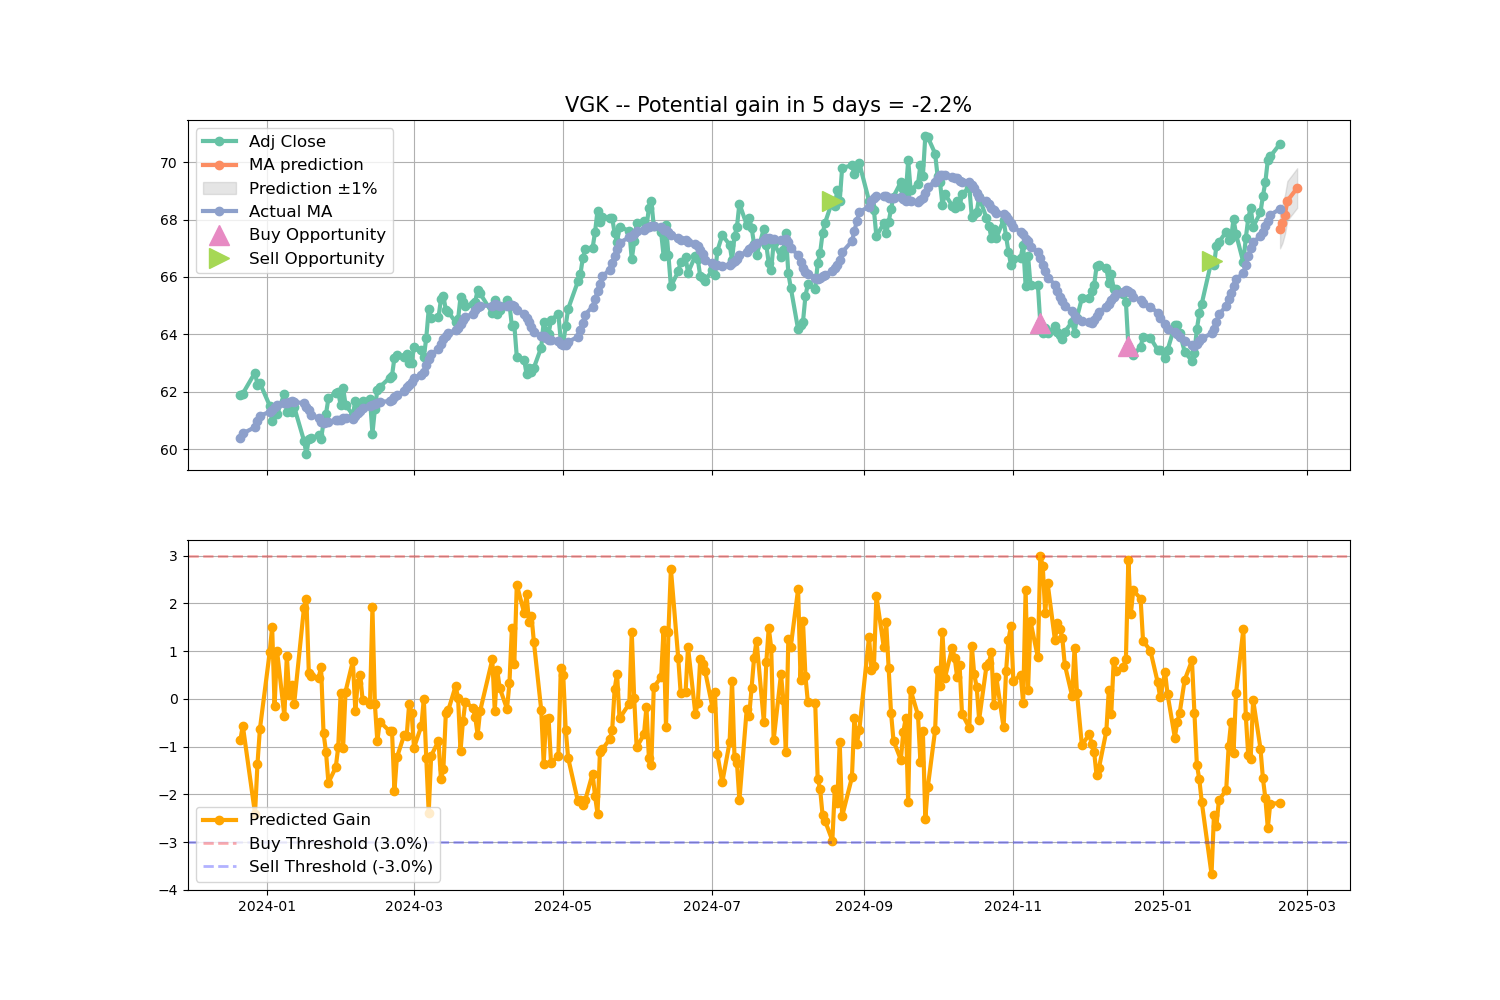 VGK -- Potential gain in 5 days = -2.2%
Adj Close
MA prediction
Prediction ±1%
Actual MA
Buy Opportunity
Sell Opportunity
70
68
66
64
62
60
3
2
1
0
−1
−2
−3
−4
Predicted Gain
Buy Threshold (3.0%)
Sell Threshold (-3.0%)
2024-01 2024-03 2024-05 2024-07 2024-09 2024-11 2025-01 2025-03